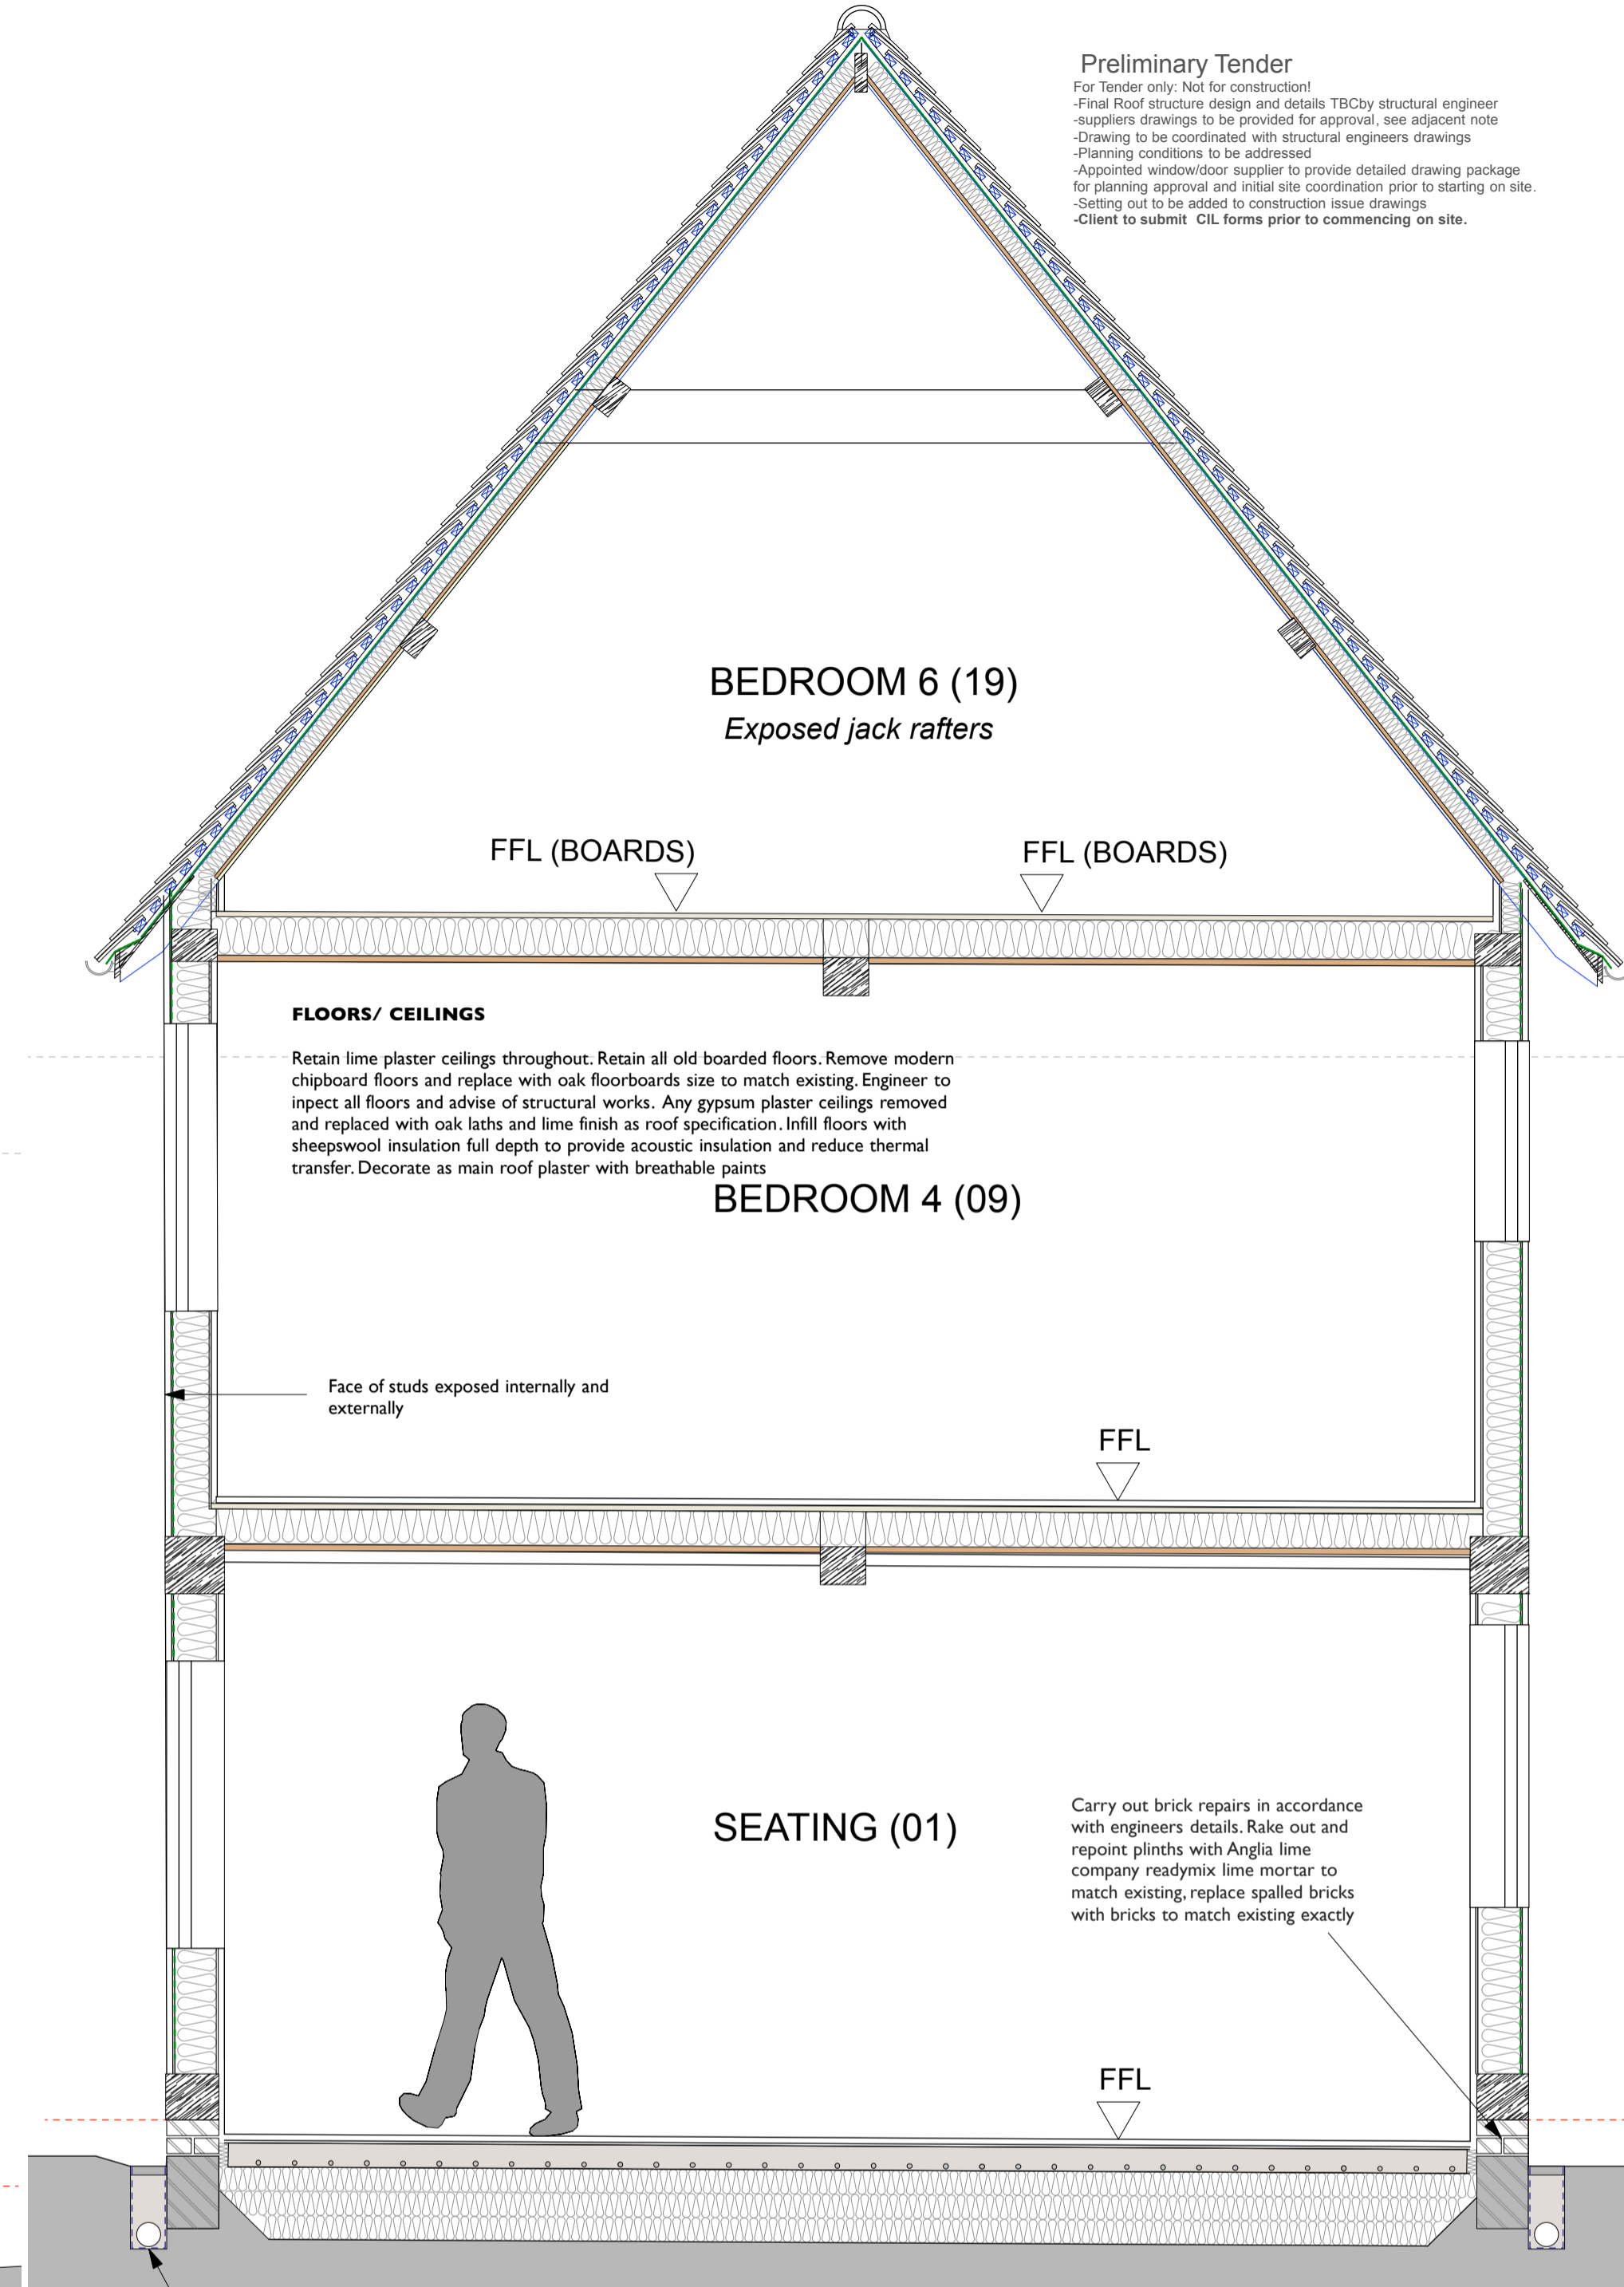 Preliminary Tender
For Tender only: Not for construction!
-Final Roof structure design and details TBCby structural engineer
-suppliers drawings to be provided for approval, see adjacent note
-Drawing to be coordinated with structural engineers drawings
-Planning conditions to be addressed
-Appointed window/door supplier to provide detailed drawing package
for planning approval and initial site coordination prior to starting on site.
-Setting out to be added to construction issue drawings
-Client to submit CIL forms prior to commencing on site.
BEDROOM 6 (19)
Exposed jack rafters
FFL (BOARDS)
FFL (BOARDS)
FLOORS/ CEILINGS
Retain lime plaster ceilings throughout. Retain all old boarded floors. Remove modern
chipboard floors and replace with oak floorboards size to match existing. Engineer to
inpect all floors and advise of structural works. Any gypsum plaster ceilings removed
and replaced with oak laths and lime finish as roof specification. Infill floors with
sheepswool insulation full depth to provide acoustic insulation and reduce thermal
transfer. Decorate as main roof plaster with breathable paints
BEDROOM 4 (09)
Face of studs exposed internally and
externally
FFL
SEATING (01)
Carry out brick repairs in accordance
with engineers details. Rake out and
repoint plinths with Anglia lime
company readymix lime mortar to
match existing, replace spalled bricks
with bricks to match existing exactly
FFL